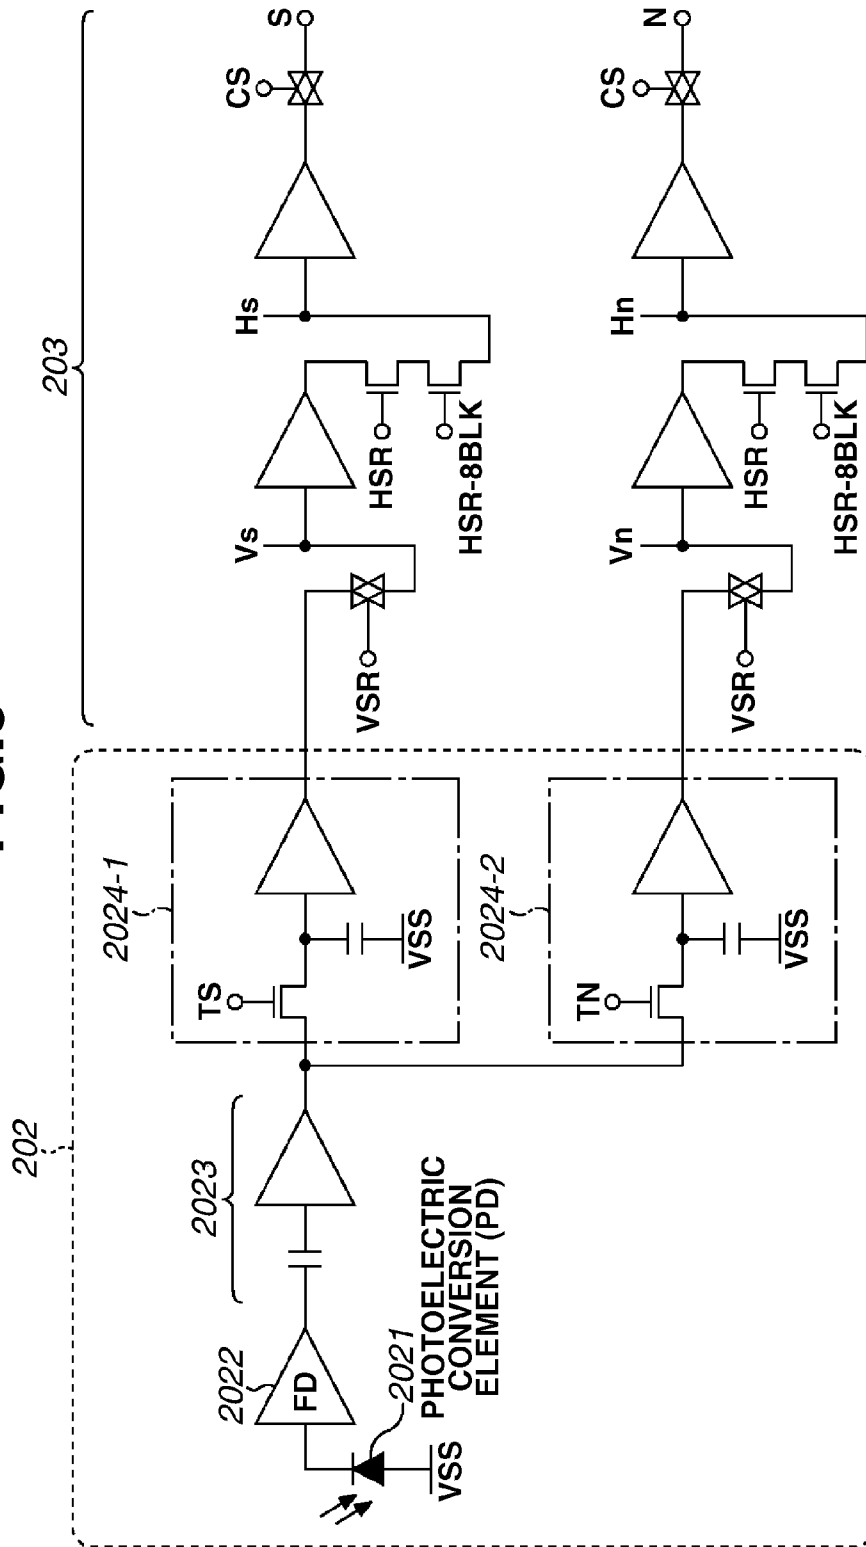 203
S
CS
Hs
HSR
HSR-8BLK
Vs
VSR
N
CS
Hn
HSR
HSR-8BLK
Vn
VSR
202
2024-1
TS
VSS
2024-2
TN
VSS
2023
2022
FD
2021
PHOTOELECTRIC
CONVERSION
ELEMENT (PD)
VSS